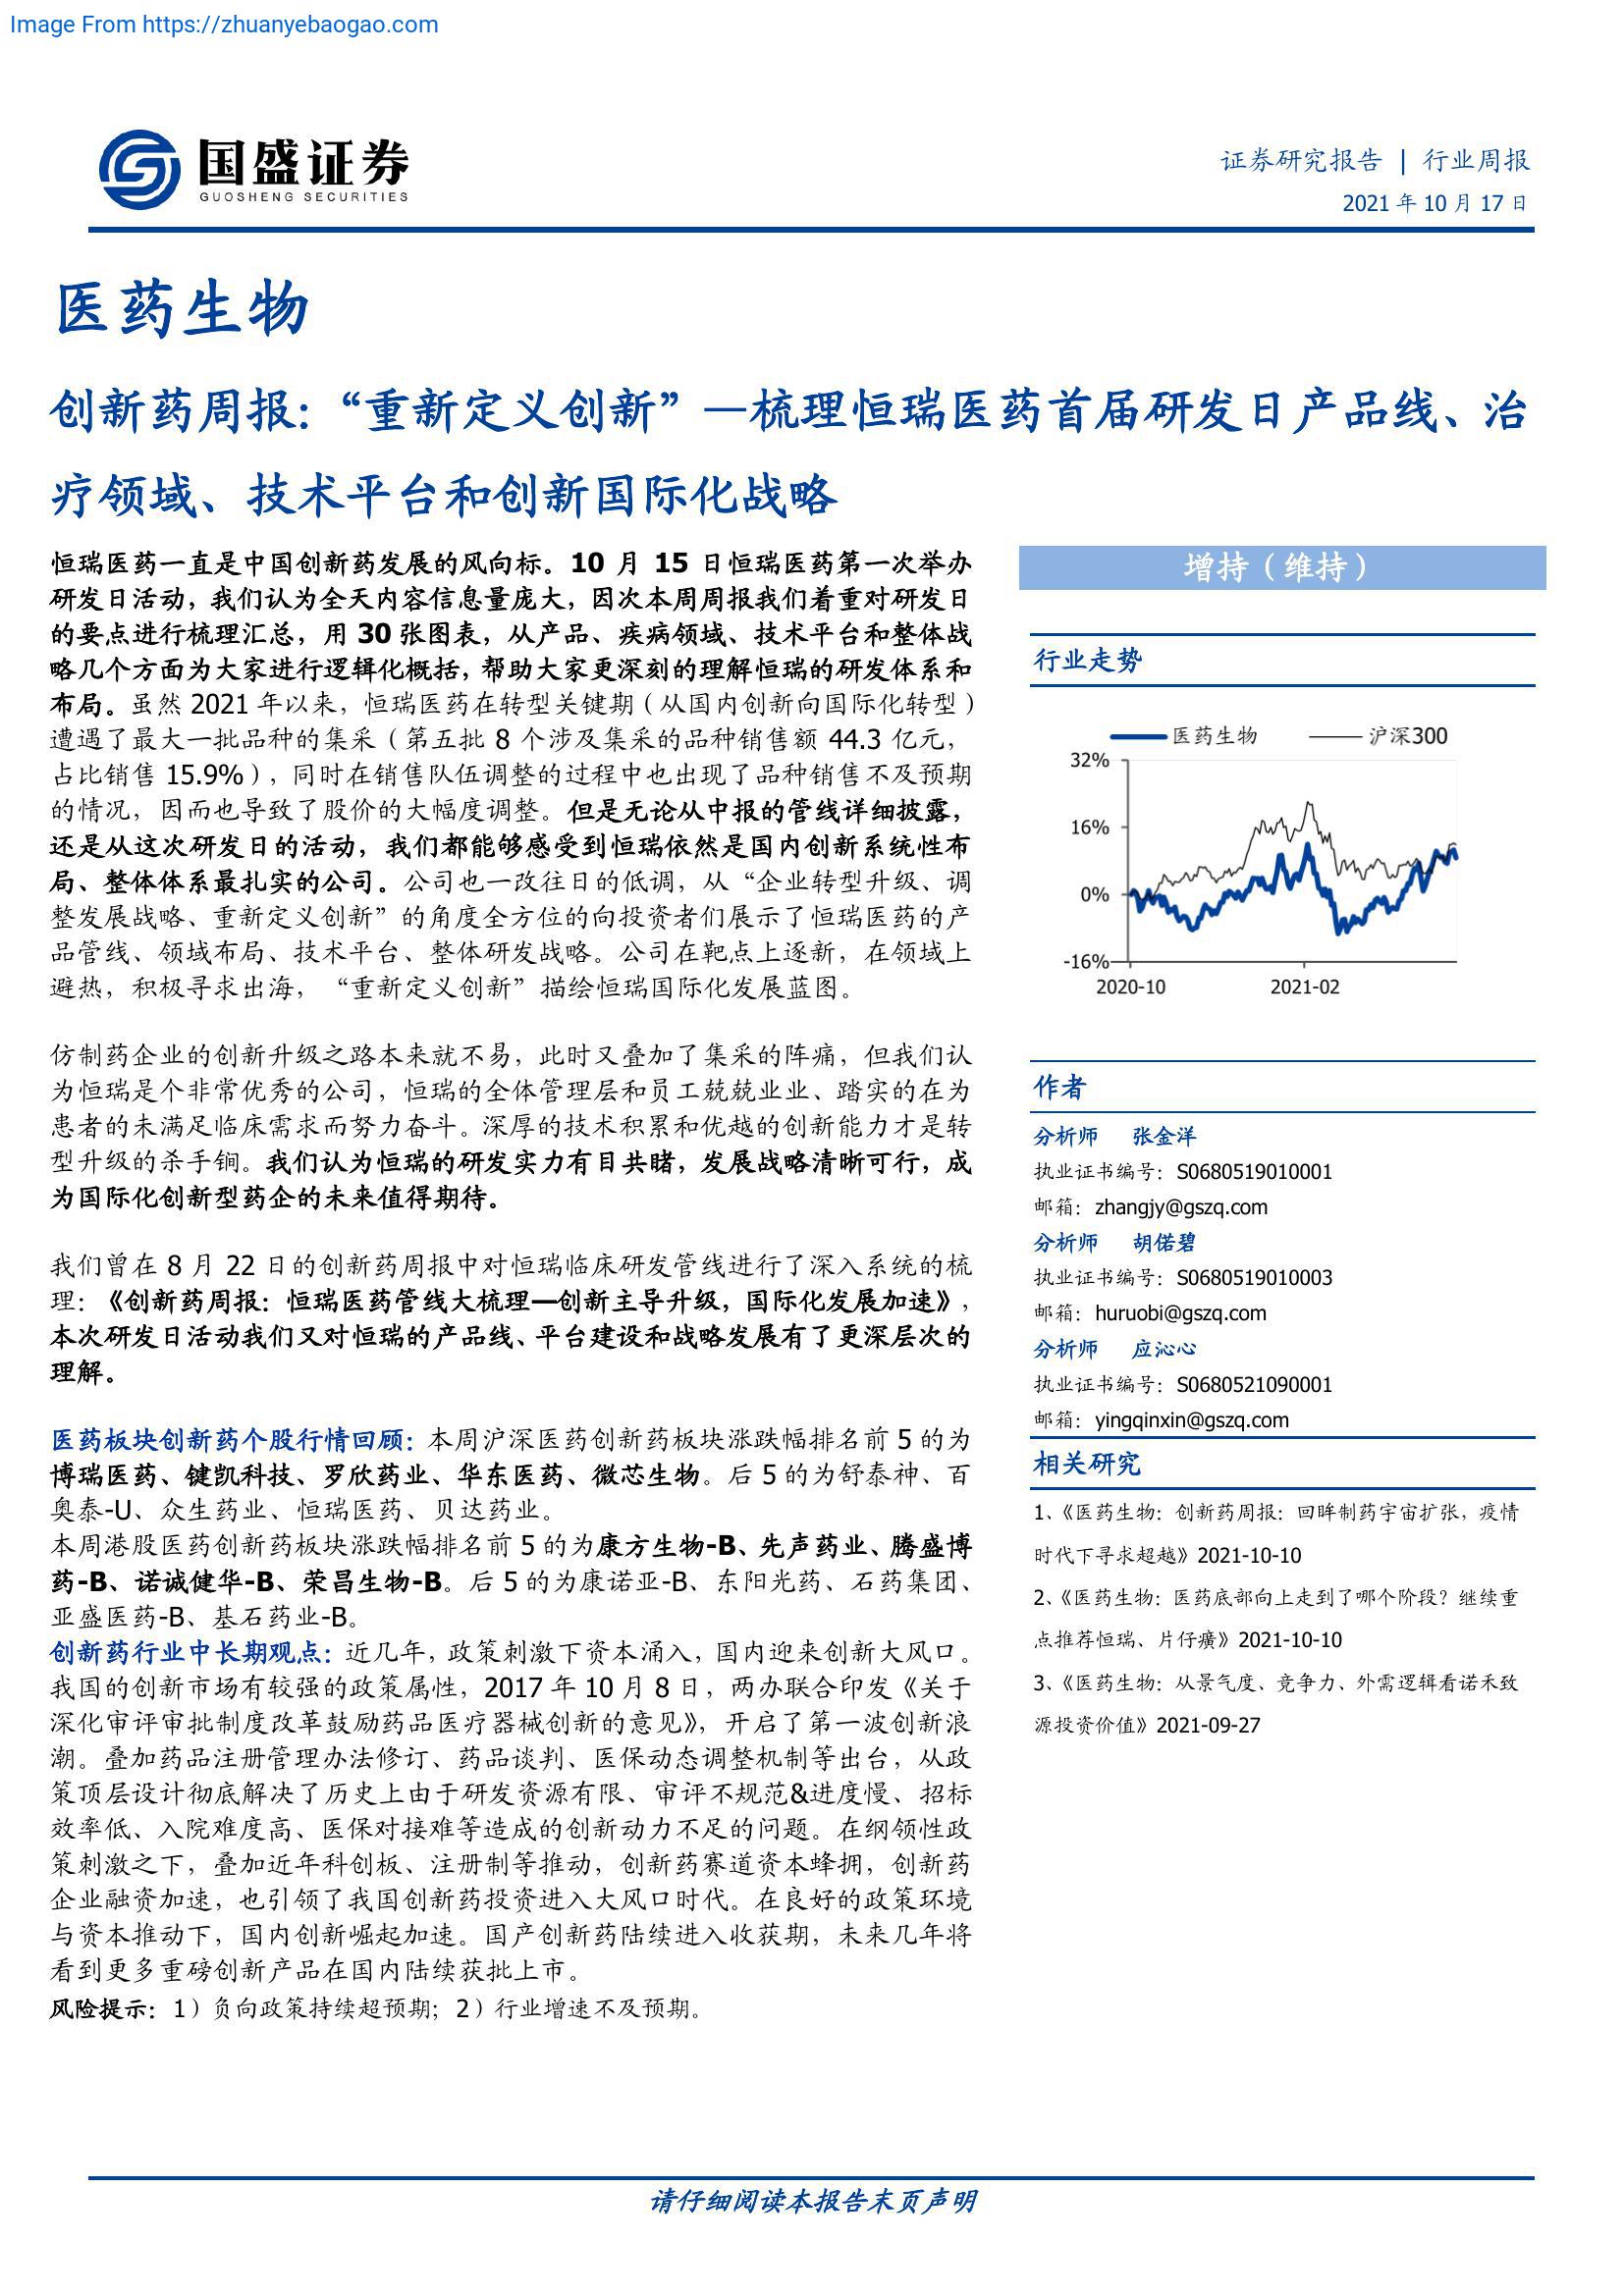 Image From https://zhuanyebaogao.com
国盛证券
GUOSHENG SECURITIES
证券研究报告 | 行业周报
2021 年 10 月 17 日
医药生物
创新药周报：“重新定义创新”—梳理恒瑞医药首届研发日产品线、治
疗领域、技术平台和创新国际化战略
恒瑞医药一直是中国创新药发展的风向标。10 月 15 日恒瑞医药第一次举办
研发日活动，我们认为全天内容信息量庞大，因次本周周报我们着重对研发日
的要点进行梳理汇总，用 30 张图表，从产品、疾病领域、技术平台和整体战
略几个方面为大家进行逻辑化概括，帮助大家更深刻的理解恒瑞的研发体系和
布局。虽然 2021 年以来，恒瑞医药在转型关键期（从国内创新向国际化转型）
遭遇了最大一批品种的集采（第五批 8 个涉及集采的品种销售额 44.3 亿元，
占比销售 15.9%），同时在销售队伍调整的过程中也出现了品种销售不及预期
的情况，因而也导致了股价的大幅度调整。但是无论从中报的管线详细披露，
还是从这次研发日的活动，我们都能够感受到恒瑞依然是国内创新系统性布
局、整体体系最扎实的公司。公司也一改往日的低调，从“企业转型升级、调
整发展战略、重新定义创新”的角度全方位的向投资者们展示了恒瑞医药的产
品管线、领域布局、技术平台、整体研发战略。公司在靶点上逐新，在领域上
避热，积极寻求出海，“重新定义创新”描绘恒瑞国际化发展蓝图。
仿制药企业的创新升级之路本来就不易，此时又叠加了集采的阵痛，但我们认
为恒瑞是个非常优秀的公司，恒瑞的全体管理层和员工兢兢业业、踏实的在为
患者的未满足临床需求而努力奋斗。深厚的技术积累和优越的创新能力才是转
型升级的杀手锏。我们认为恒瑞的研发实力有目共睹，发展战略清晰可行，成
为国际化创新型药企的未来值得期待。
我们曾在 8 月 22 日的创新药周报中对恒瑞临床研发管线进行了深入系统的梳
理：《创新药周报：恒瑞医药管线大梳理—创新主导升级，国际化发展加速》，
本次研发日活动我们又对恒瑞的产品线、平台建设和战略发展有了更深层次的
理解。
医药板块创新药个股行情回顾：本周沪深医药创新药板块涨跌幅排名前 5 的为
博瑞医药、键凯科技、罗欣药业、华东医药、微芯生物。后 5 的为舒泰神、百
奥泰-U、众生药业、恒瑞医药、贝达药业。
本周港股医药创新药板块涨跌幅排名前 5 的为康方生物-B、先声药业、腾盛博
药-B、诺诚健华-B、荣昌生物-B。后 5 的为康诺亚-B、东阳光药、石药集团、
亚盛医药-B、基石药业-B。
创新药行业中长期观点：近几年，政策刺激下资本涌入，国内迎来创新大风口。
我国的创新市场有较强的政策属性，2017 年 10 月 8 日，两办联合印发《关于
深化审评审批制度改革鼓励药品医疗器械创新的意见》，开启了第一波创新浪
潮。叠加药品注册管理办法修订、药品谈判、医保动态调整机制等出台，从政
策顶层设计彻底解决了历史上由于研发资源有限、审评不规范&进度慢、招标
效率低、入院难度高、医保对接难等造成的创新动力不足的问题。在纲领性政
策刺激之下，叠加近年科创板、注册制等推动，创新药赛道资本蜂拥，创新药
企业融资加速，也引领了我国创新药投资进入大风口时代。在良好的政策环境
与资本推动下，国内创新崛起加速。国产创新药陆续进入收获期，未来几年将
看到更多重磅创新产品在国内陆续获批上市。
风险提示：1）负向政策持续超预期；2）行业增速不及预期。
增持（维持）
行业走势
医药生物 沪深300
32%
16%
0%
-16%
2020-10 2021-02
作者
分析师 张金洋
执业证书编号：S0680519010001
邮箱：zhangjy@gszq.com
分析师 胡偌碧
执业证书编号：S0680519010003
邮箱：huruobi@gszq.com
分析师 应沁心
执业证书编号：S0680521090001
邮箱：yingqinxin@gszq.com
相关研究
1、《医药生物：创新药周报：回眸制药宇宙扩张，疫情
时代下寻求超越》2021-10-10
2、《医药生物：医药底部向上走到了哪个阶段？继续重
点推荐恒瑞、片仔癀》2021-10-10
3、《医药生物：从景气度、竞争力、外需逻辑看诺禾致
源投资价值》2021-09-27
请仔细阅读本报告末页声明